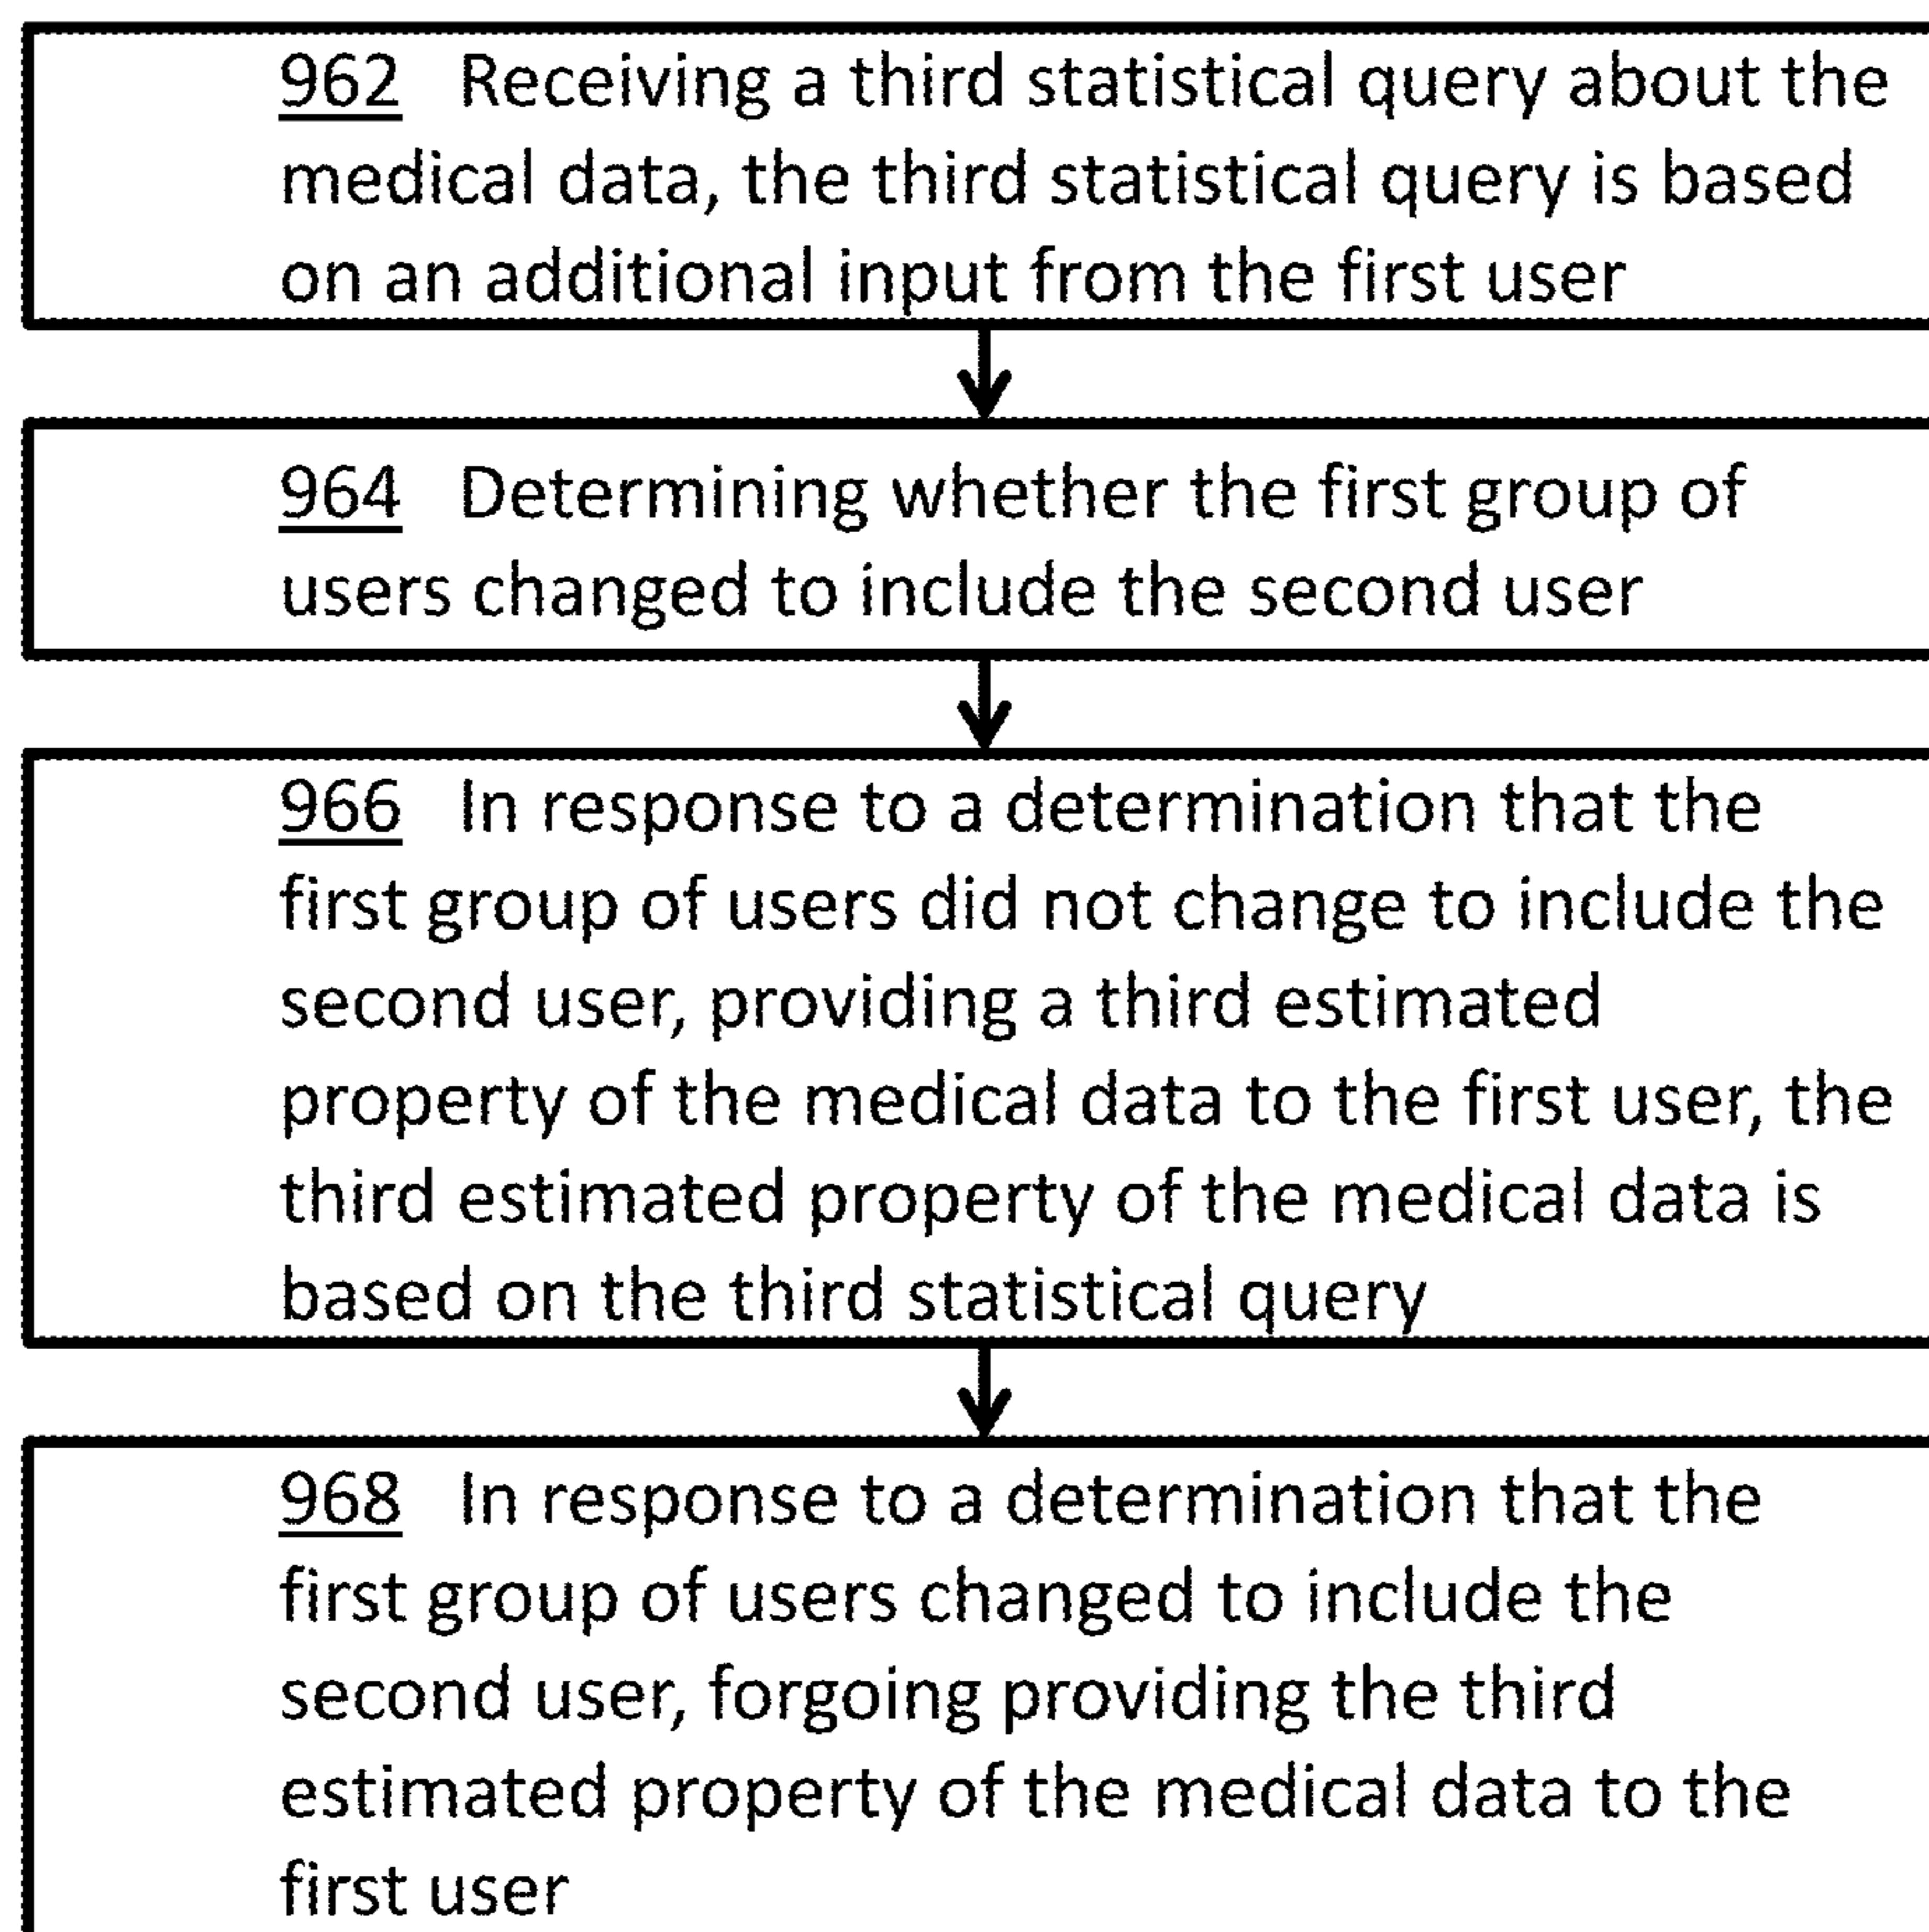 962 Receiving a third statistical query about the
medical data, the third statistical query is based
on an additional input from the first user
964 Determining whether the first group of
users changed to include the second user
966 In response to a determination that the
first group of users did not change to include the
second user, providing a third estimated
property of the medical data to the first user, the
third estimated property of the medical data is
based on the third statistical query
968 In response to a determination that the
first group of users changed to include the
second user, forgoing providing the third
estimated property of the medical data to the
first user